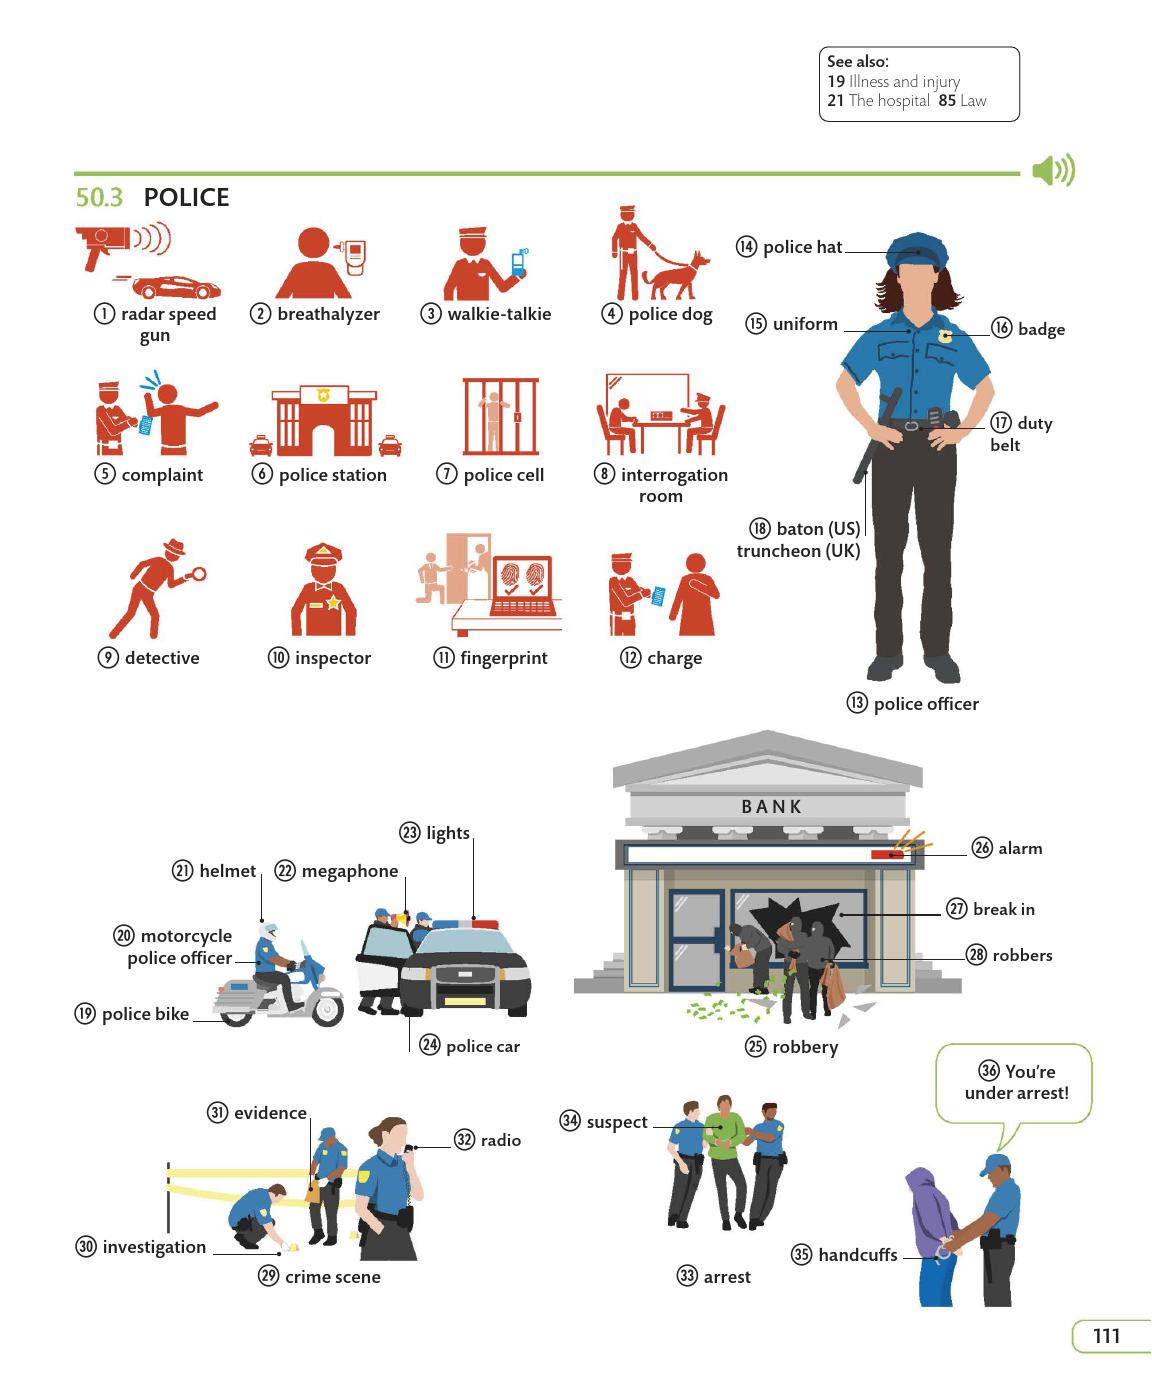 See also:
19 Illness and injury
21 The hospital 85 Law
50.3 POLICE
① radar speed
gun
② breathalyzer
③ walkie-talkie
④ police dog
⑤ complaint
⑥ police station
⑦ police cell
⑧ interrogation
room
⑨ detective
⑩ inspector
⑪ fingerprint
⑫ charge
⑭ police hat
⑮ uniform
⑯ badge
⑰ duty
belt
⑱ baton (US)
truncheon (UK)
⑬ police officer
㉓ lights
㉑ helmet
㉒ megaphone
⑳ motorcycle
police officer
⑲ police bike
㉔ police car
BANK
㉖ alarm
㉗ break in
㉘ robbers
㉕ robbery
㉛ evidence
㉜ radio
㉚ investigation
㉙ crime scene
㉞ suspect
㉝ arrest
㊱ You're
under arrest!
㉟ handcuffs
111